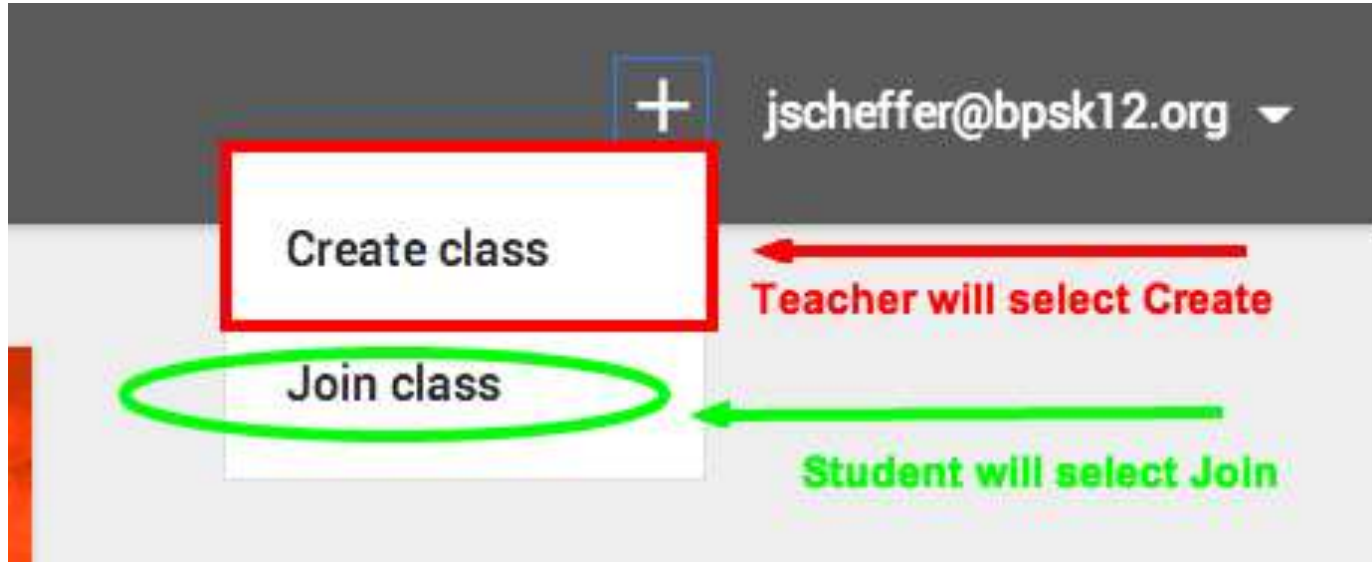 + jscheffer@bpsk12.org
Create class
Teacher will select Create
Join class
Student will select Join